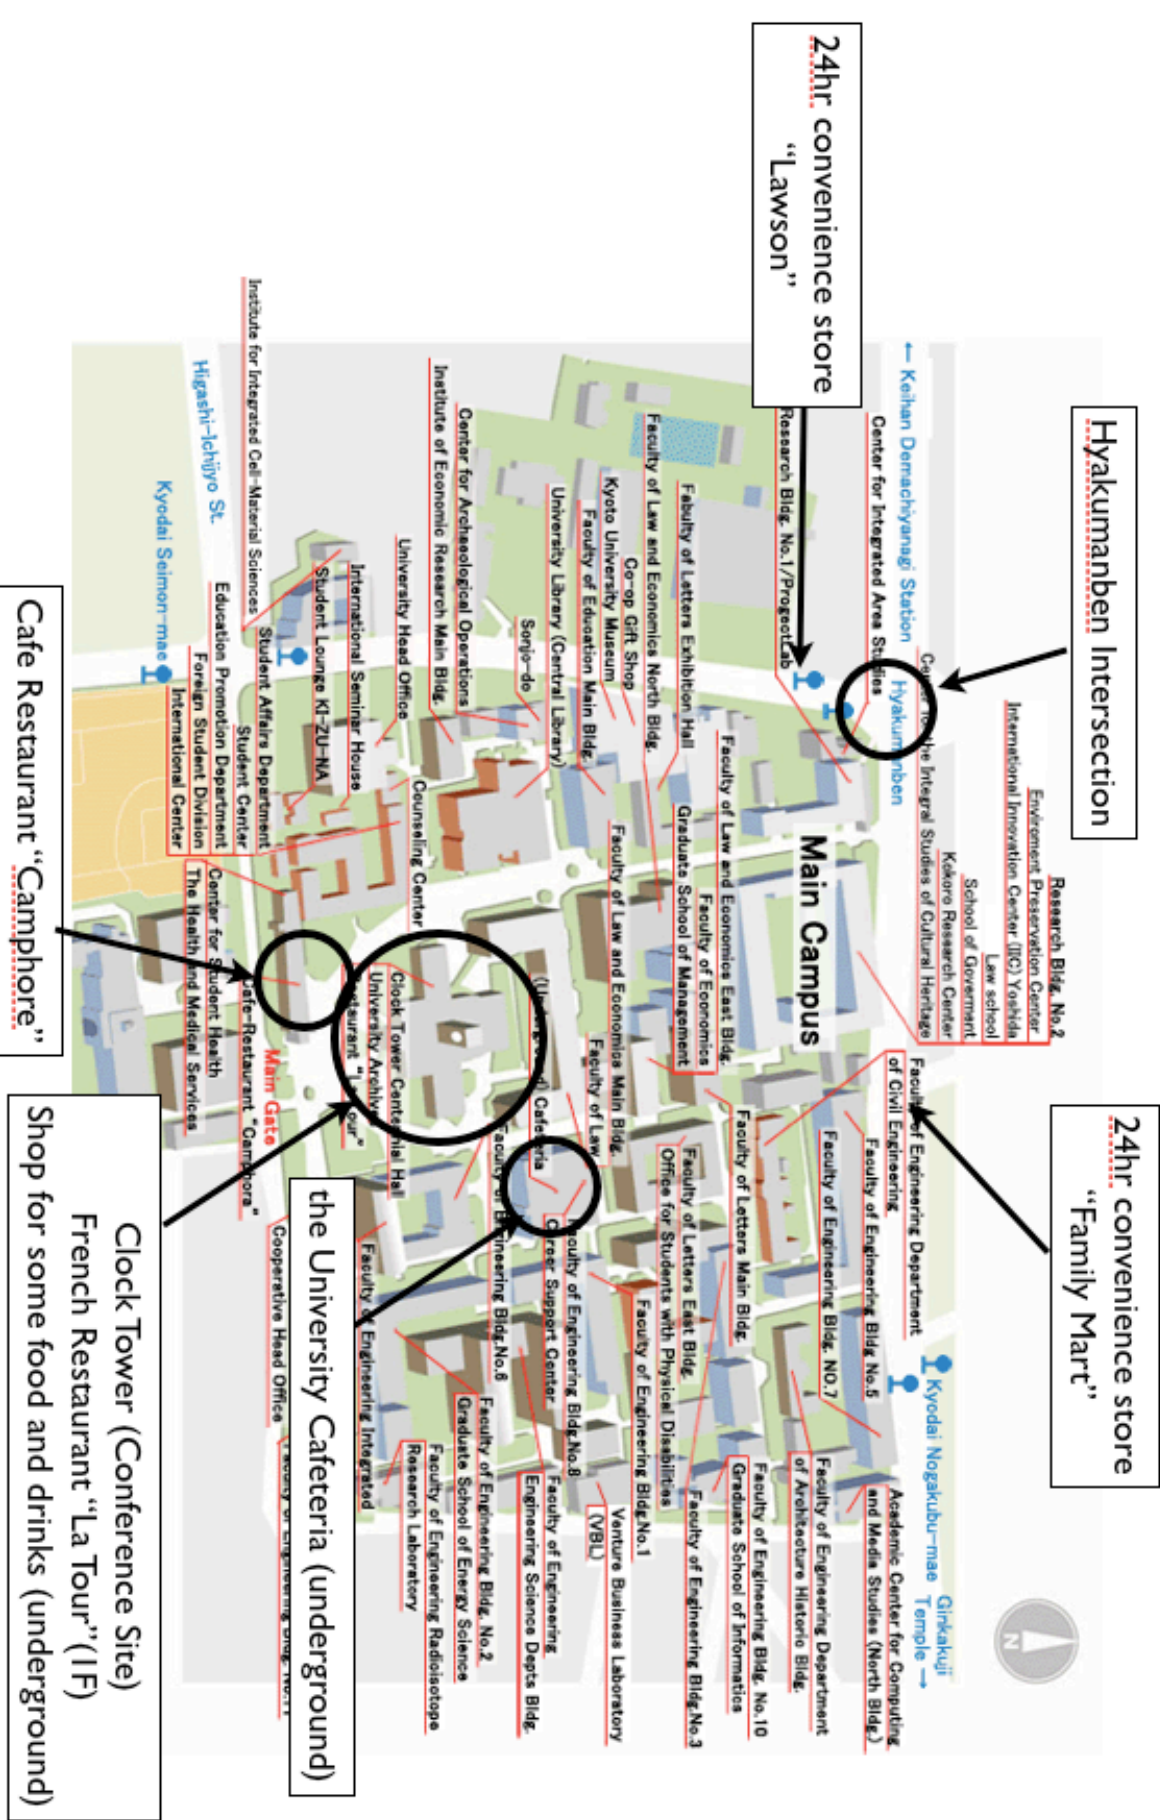 Hyakumanben Intersection
24hr convenience store
"Lawson"
24hr convenience store
"Family Mart"
Research Bldg. No.2
Enviroment Preservation Center
International Innovation Center (IIC) Yoshida
Law school
School of Goverment
Kokoro Research Center
Center for the Integral Studies of Cultural Heritage
← Keihan Demachiyanagi Station
Hyakumanben
Kyodai Nogakubu-mae
Ginkakuji
Temple →
N
Center for Integrated Area Studies
Research Bldg. No.1/ProgectLab
Main Campus
Faculty of Engineering Department
of Civil Engineering
Faculty of Engineering Bldg No.5
Faculty of Engineering Bldg. NO.7
Academic Center for Computing
and Media Studies (North Bldg.)
Faculty of Engineering Department
of Architecture Historic Bldg.
Faculty of Engineering Bldg. No.10
Graduate School of Informatics
Faculty of Engineering Bldg.No.3
Fabulty of Letters Exhibition Hall
Faculty of Law and Economics North Bldg.
Co-op Gift Shop
Kyoto University Museum
Faculty of Education Main Bldg.
University Library (Central Library)
Sonjo-do
Center for Archaeological Operations
Institute of Economic Research Main Bldg.
Faculty of Law and Economics East Bldg.
Faculty of Economics
Graduate School of Management
Faculty of Law and Economics Main Bldg.
Faculty of Law
(Underground) Cafeteria
Faculty of Letters Main Bldg.
Faculty of Letters East Bldg.
Office for Students with Physical Disabilities
Faculty of Engineering Bldg.No.1
Venture Business Laboratory
(VBL)
Faculty of Engineering Bldg.No.8
Career Support Center
Faculty of Engineering
Engineering Science Depts Bldg.
Faculty of Engineering Bldg.No.6
Faculty of Engineering Bldg. No.2
Graduate School of Energy Science
Faculty of Engineering Radioisotope
Research Laboratory
Faculty of Engineering Integrated
University Head Office
International Seminar House
Student Lounge KI-ZU-NA
Counseling Center
Clock Tower Centennial Hall
University Archives
Restaurant "La Tour"
Institute for Integrated Cell-Material Sciences
Higashi-Ichijyo St.
Kyodai Seimon-mae
Student Affairs Department
Student Center
Education Promotion Department
Foreign Student Division
International Center
Center for Student Health
The Health and Medical Services
Main Gate
Cafe-Restaurant "Camphora"
Cooperative Head Office
the University Cafeteria (underground)
Cafe Restaurant "Camphore"
Clock Tower (Conference Site)
French Restaurant "La Tour"(1F)
Shop for some food and drinks (underground)